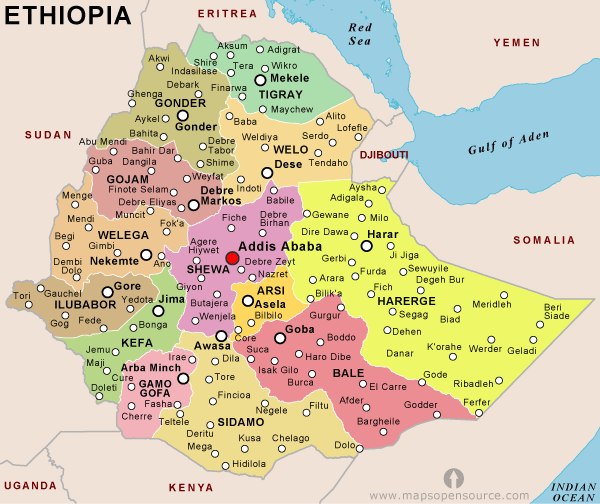 ETHIOPIA
ERITREA
Red
Sea
YEMEN
Aksum
Adigrat
Shire
Akwi
Indasilase
Tera
Wikro
Mekele
Debark
Finarwa
TIGRAY
Ghenga
GONDER
Maychew
Aykel
Gonder
Baba
Alito
SUDAN
Bahita
Weldiya
Serdo
Lofefle
Gulf of Aden
Abu Mendi
Bahir Dar
Debre
Tabor
WELO
DJIBOUTI
Guba
Dangila
Shime
Dese
Tendaho
GOJAM
Weyfat
Finote Selam
Debre
Markos
Indoti
Aysha
Menge
Debre Eliyas
Babile
Adigala
Muncit
Mendi
Fiche
Debre
Birhan
Gewane
Milo
Begi
WELEGA
Fok'a
Dire Dawa
Harar
Gimbi
Agere
Hiywet
Addis Ababa
SOMALIA
Dembi
Dolo
Nekemte
Ano
SHEWA
Debre Zeyt
Gerbi
Ji Jiga
Nazret
Furda
Sewuyile
Giyon
Arara
Degeh Bur
Tori
Gauchel
Gore
ARSI
Asela
Bilik'a
Fich
ILUBABOR
Yedota
Jima
Butajera
HARERGE
Meridleh
Beri
Siade
Gog
Fede
Wenjela
Bilbilo
Gurgur
Segag
Biad
Bonga
Goba
Dehen
KEFA
Awasa
Core
Boddo
Jemu
Irae
Suca
Haro Dibe
Danar
K'orahe
Werder
Geladi
Maji
Arba Minch
Dila
Isak Gilo
Cure
GAMO
GOFA
Tore
Burca
BALE
Gode
Doleti
El Carre
Ribadleh
Fincioa
Fasha
Afder
Cherre
Teltele
Negele
Filtu
Godder
Ferfer
SIDAMO
Deritu
Bargheile
Kusa
Chelago
Mega
Dolo
Hidilola
UGANDA
KENYA
INDIAN
OCEAN
www.mapsopensource.com